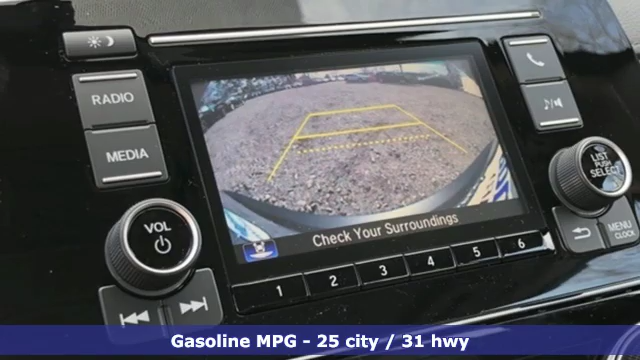 RADIO
MEDIA
VOL
LIST
PUSH
SELECT
MENU
CLOCK
Check Your Surroundings
1 2 3 4 5 6
Gasoline MPG - 25 city / 31 hwy